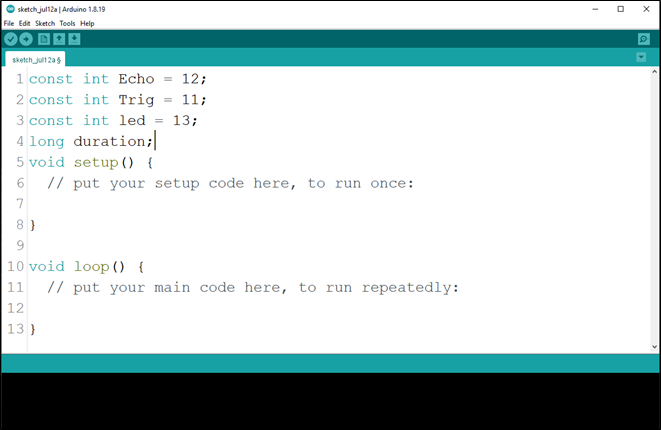 sketch_jul12a | Arduino 1.8.19
File Edit Sketch Tools Help
sketch_jul12a §
1 const int Echo = 12;
2 const int Trig = 11;
3 const int led = 13;
4 long duration;
5 void setup() {
6   // put your setup code here, to run once:
7
8 }
9
10 void loop() {
11   // put your main code here, to run repeatedly:
12
13 }